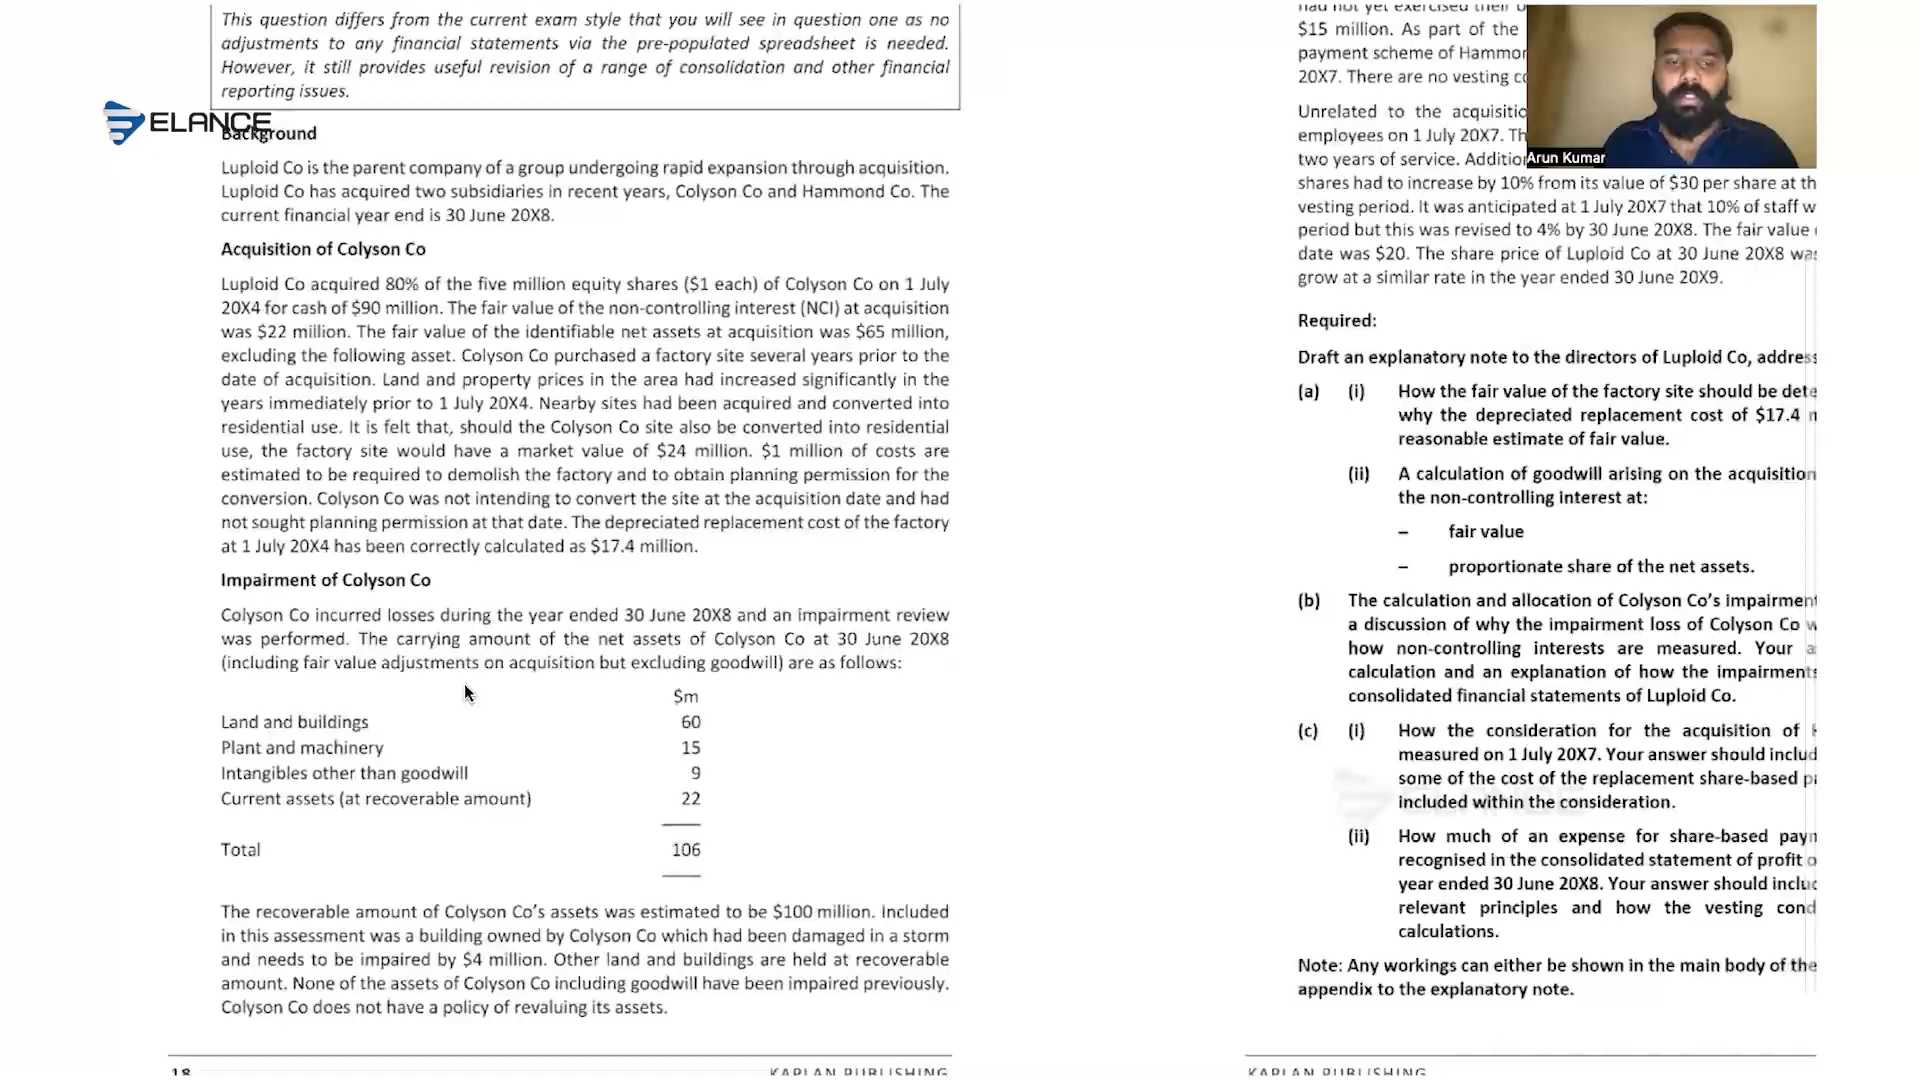 This question differs from the current exam style that you will see in question one as no
adjustments to any financial statements via the pre-populated spreadsheet is needed.
However, it still provides useful revision of a range of consolidation and other financial
reporting issues.
ELANCE
Background
Luploid Co is the parent company of a group undergoing rapid expansion through acquisition.
Luploid Co has acquired two subsidiaries in recent years, Colyson Co and Hammond Co. The
current financial year end is 30 June 20X8.
Acquisition of Colyson Co
Luploid Co acquired 80% of the five million equity shares ($1 each) of Colyson Co on 1 July
20X4 for cash of $90 million. The fair value of the non-controlling interest (NCI) at acquisition
was $22 million. The fair value of the identifiable net assets at acquisition was $65 million,
excluding the following asset. Colyson Co purchased a factory site several years prior to the
date of acquisition. Land and property prices in the area had increased significantly in the
years immediately prior to 1 July 20X4. Nearby sites had been acquired and converted into
residential use. It is felt that, should the Colyson Co site also be converted into residential
use, the factory site would have a market value of $24 million. $1 million of costs are
estimated to be required to demolish the factory and to obtain planning permission for the
conversion. Colyson Co was not intending to convert the site at the acquisition date and had
not sought planning permission at that date. The depreciated replacement cost of the factory
at 1 July 20X4 has been correctly calculated as $17.4 million.
Impairment of Colyson Co
Colyson Co incurred losses during the year ended 30 June 20X8 and an impairment review
was performed. The carrying amount of the net assets of Colyson Co at 30 June 20X8
(including fair value adjustments on acquisition but excluding goodwill) are as follows:
$m
Land and buildings 60
Plant and machinery 15
Intangibles other than goodwill 9
Current assets (at recoverable amount) 22
Total 106
The recoverable amount of Colyson Co's assets was estimated to be $100 million. Included
in this assessment was a building owned by Colyson Co which had been damaged in a storm
and needs to be impaired by $4 million. Other land and buildings are held at recoverable
amount. None of the assets of Colyson Co including goodwill have been impaired previously.
Colyson Co does not have a policy of revaluing its assets.
18 KAPLAN PUBLISHING
had not yet exercised their
$15 million. As part of the
payment scheme of Hammon
20X7. There are no vesting
Unrelated to the acquisitio
employees on 1 July 20X7. Th
two years of service. Addition
Arun Kumar
shares had to increase by 10% from its value of $30 per share at th
vesting period. It was anticipated at 1 July 20X7 that 10% of staff w
period but this was revised to 4% by 30 June 20X8. The fair value
date was $20. The share price of Luploid Co at 30 June 20X8 was
grow at a similar rate in the year ended 30 June 20X9.
Required:
Draft an explanatory note to the directors of Luploid Co, address
(a) (i) How the fair value of the factory site should be dete
why the depreciated replacement cost of $17.4 m
reasonable estimate of fair value.
(ii) A calculation of goodwill arising on the acquisition
the non-controlling interest at:
– fair value
– proportionate share of the net assets.
(b) The calculation and allocation of Colyson Co's impairment
a discussion of why the impairment loss of Colyson Co w
how non-controlling interests are measured. Your a
calculation and an explanation of how the impairments
consolidated financial statements of Luploid Co.
(c) (i) How the consideration for the acquisition of
measured on 1 July 20X7. Your answer should includ
some of the cost of the replacement share-based p
included within the consideration.
(ii) How much of an expense for share-based paym
recognised in the consolidated statement of profit o
year ended 30 June 20X8. Your answer should includ
relevant principles and how the vesting cond
calculations.
Note: Any workings can either be shown in the main body of the
appendix to the explanatory note.
KAPLAN PUBLISHING